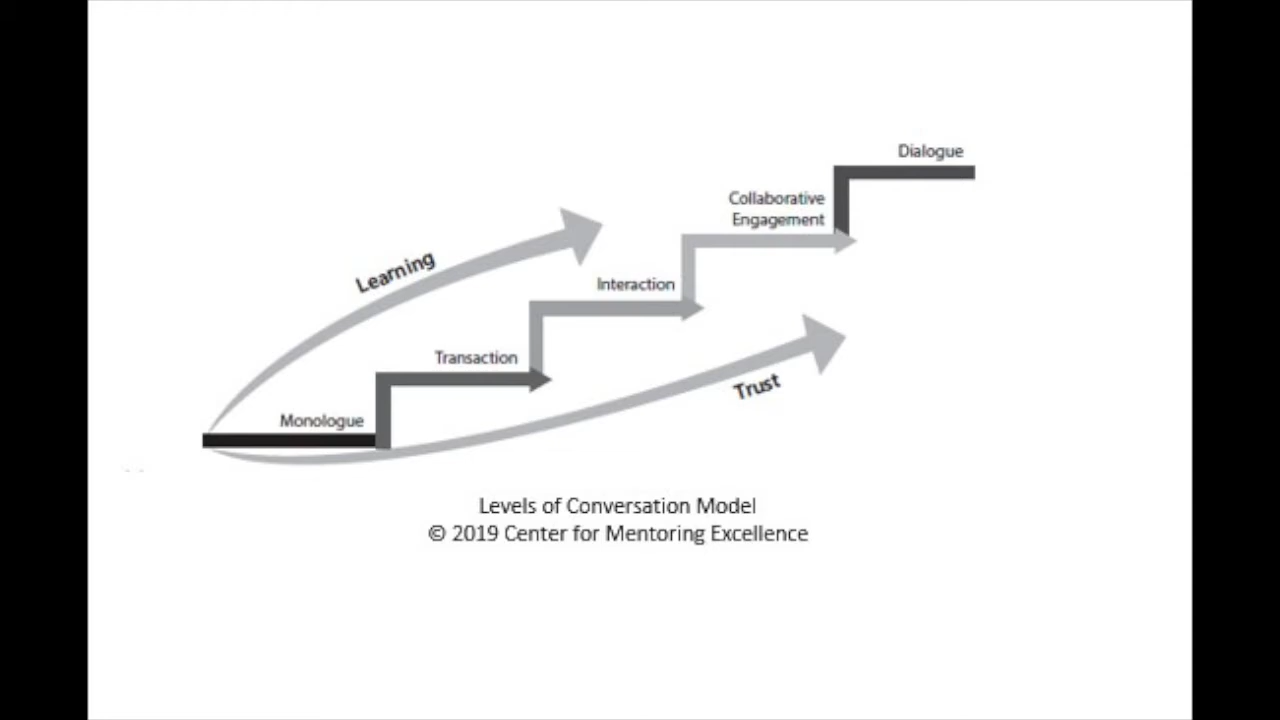 Dialogue
Collaborative
Engagement
Learning
Interaction
Transaction
Trust
Monologue
Levels of Conversation Model
© 2019 Center for Mentoring Excellence